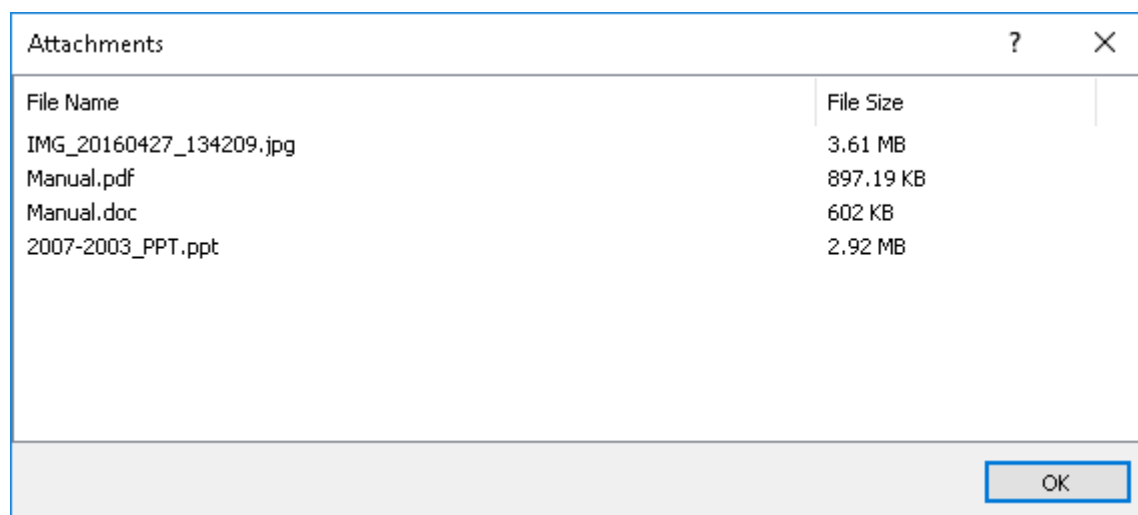 Attachments ?
File Name File Size
IMG_20160427_134209.jpg 3.61 MB
Manual.pdf 897.19 KB
Manual.doc 602 KB
2007-2003_PPT.ppt 2.92 MB
OK